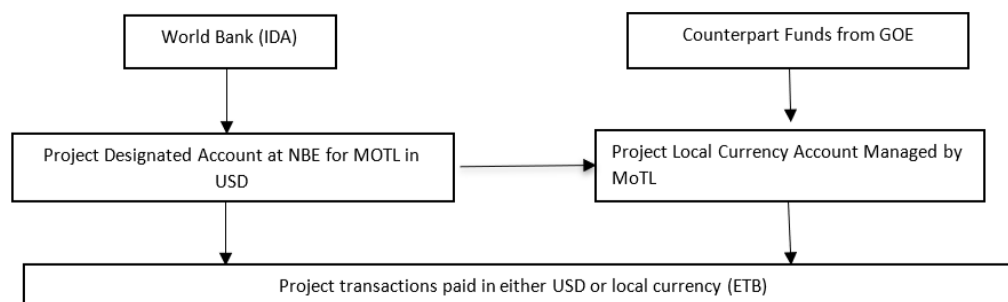 World Bank (IDA)
Counterpart Funds from GOE
Project Designated Account at NBE for MOTL in
USD
Project Local Currency Account Managed by
MoTL
Project transactions paid in either USD or local currency (ETB)